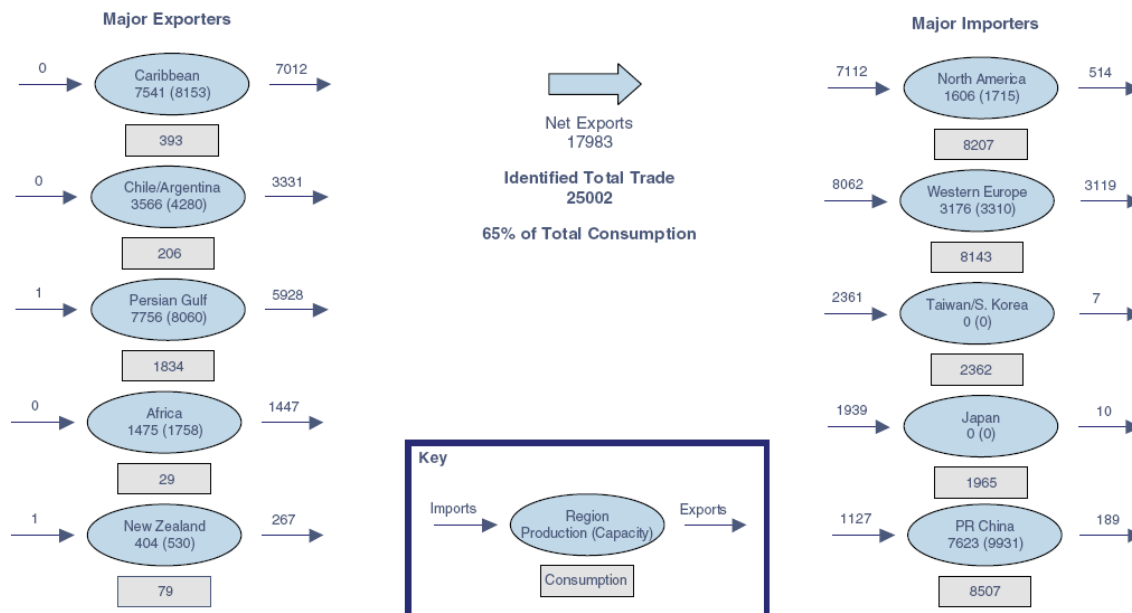 Major Exporters
0
Caribbean
7541 (8153)
7012
393
0
Chile/Argentina
3566 (4280)
3331
206
1
Persian Gulf
7756 (8060)
5928
1834
0
Africa
1475 (1758)
1447
29
1
New Zealand
404 (530)
267
79
Net Exports
17983
Identified Total Trade
25002
65% of Total Consumption
Key
Imports
Region
Production (Capacity)
Exports
Consumption
Major Importers
7112
North America
1606 (1715)
514
8207
8062
Western Europe
3176 (3310)
3119
8143
2361
Taiwan/S. Korea
0 (0)
7
2362
1939
Japan
0 (0)
10
1965
1127
PR China
7623 (9931)
189
8507